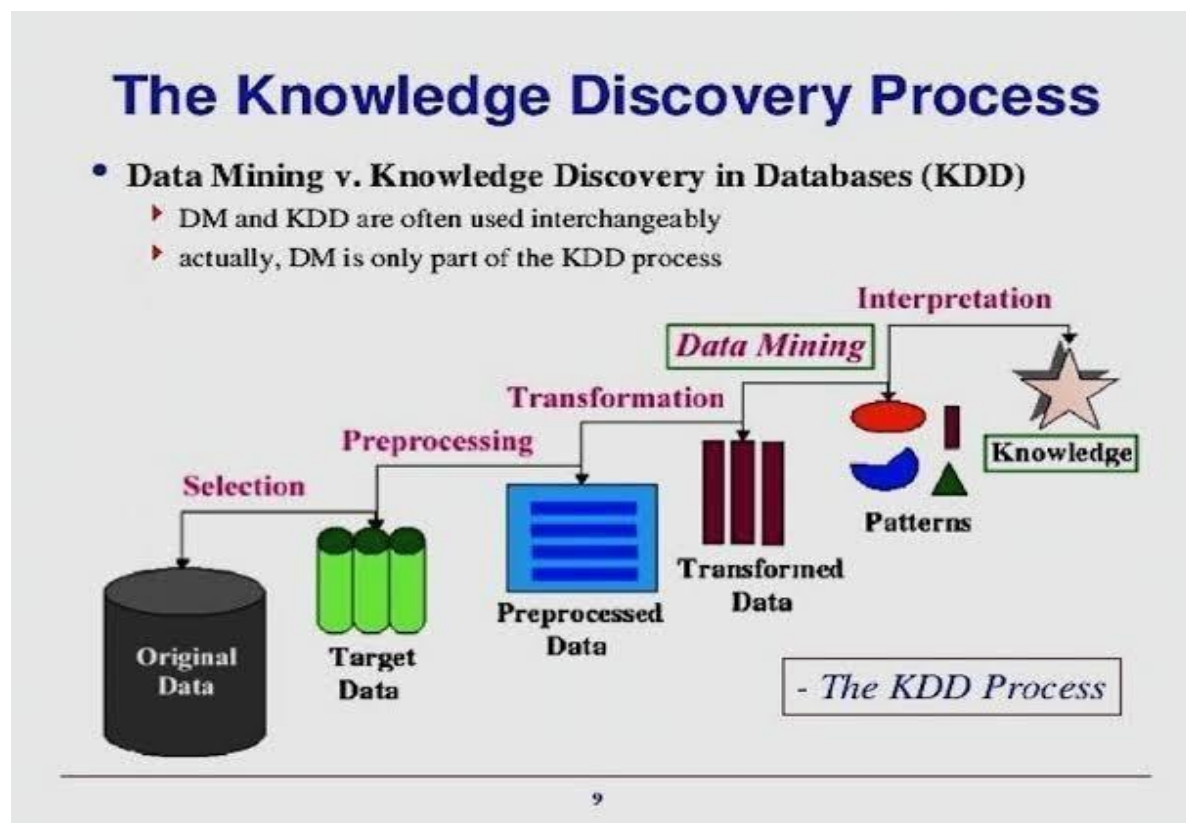 The Knowledge Discovery Process
• Data Mining v. Knowledge Discovery in Databases (KDD)
DM and KDD are often used interchangeably
actually, DM is only part of the KDD process
Interpretation
Data Mining
Transformation
Preprocessing
Selection
Knowledge
Patterns
Transformed
Data
Preprocessed
Data
Target
Data
Original
Data
- The KDD Process
9